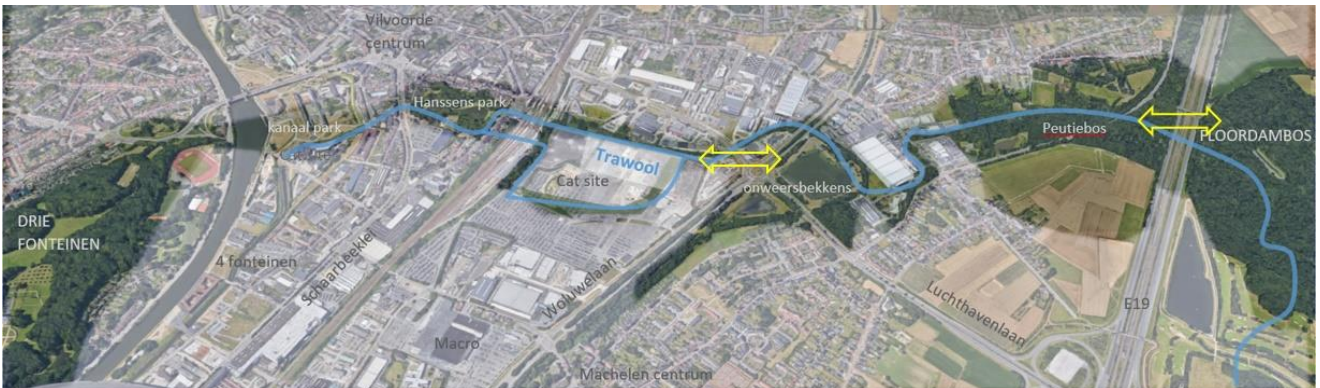 Vilvoorde
centrum
Hanssens park
kanaal park
Trawool
Cat site
onweersbekkens
Peutiebos
FLOORDAMBOS
DRIE
FONTEINEN
4 fonteinen
Schaarbeeklei
Woluwelaan
Luchthavenlaan
E19
Macro
Machelen centrum